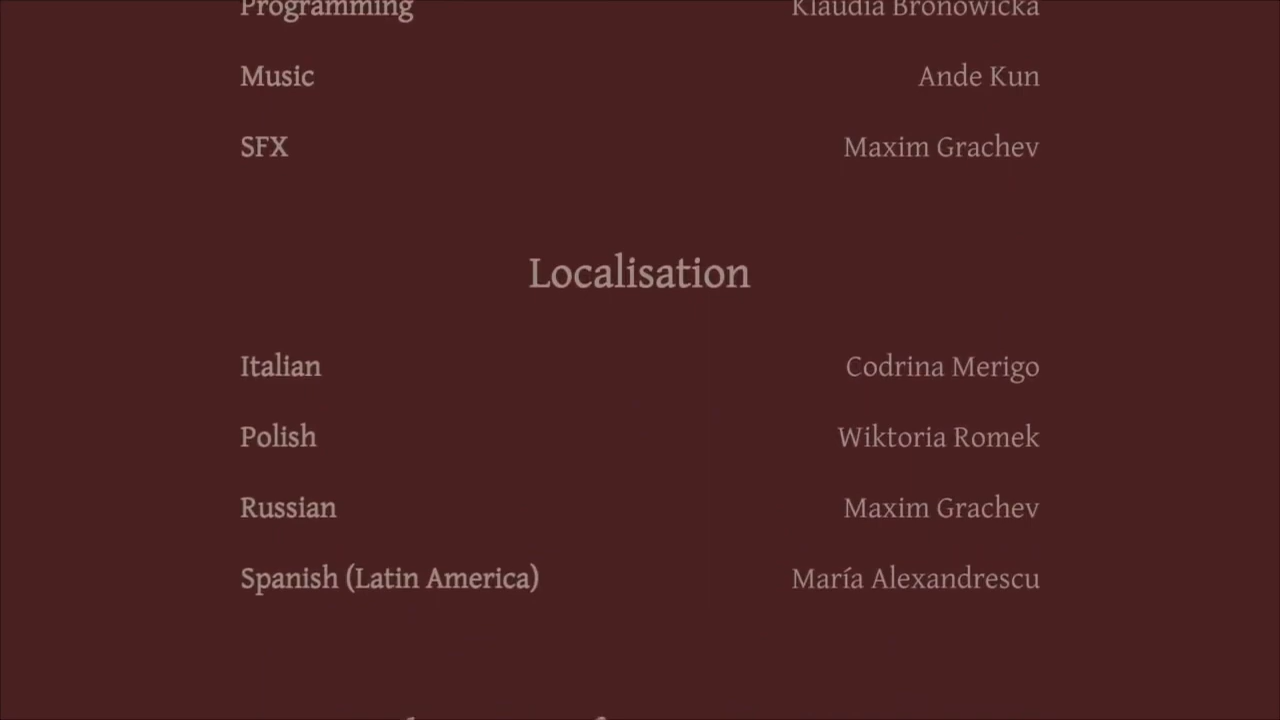 Programming Klaudia Bronowicka
Music Ande Kun
SFX Maxim Grachev
Localisation
Italian Codrina Merigo
Polish Wiktoria Romek
Russian Maxim Grachev
Spanish (Latin America) María Alexandrescu